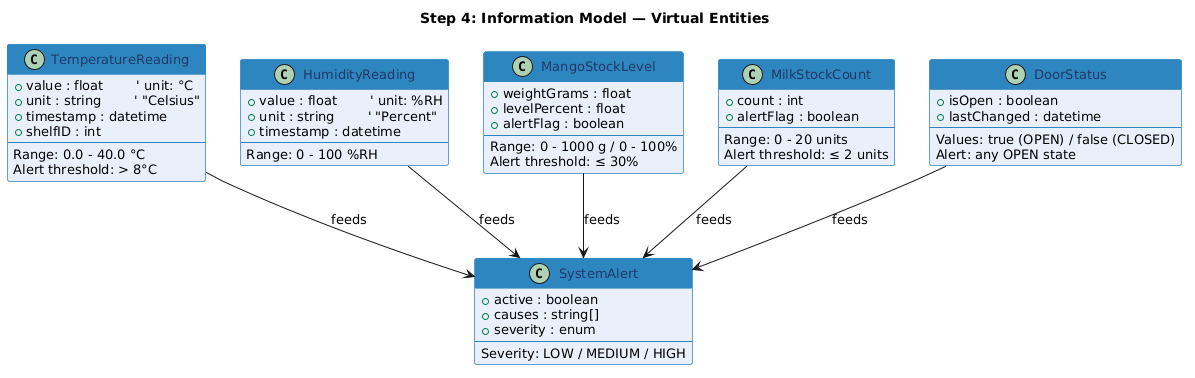 Step 4: Information Model — Virtual Entities
C TemperatureReading
value : float ' unit: °C
unit : string ' "Celsius"
timestamp : datetime
shelfID : int
Range: 0.0 - 40.0 °C
Alert threshold: > 8°C
C HumidityReading
value : float ' unit: %RH
unit : string ' "Percent"
timestamp : datetime
Range: 0 - 100 %RH
C MangoStockLevel
weightGrams : float
levelPercent : float
alertFlag : boolean
Range: 0 - 1000 g / 0 - 100%
Alert threshold: ≤ 30%
C MilkStockCount
count : int
alertFlag : boolean
Range: 0 - 20 units
Alert threshold: ≤ 2 units
C DoorStatus
isOpen : boolean
lastChanged : datetime
Values: true (OPEN) / false (CLOSED)
Alert: any OPEN state
feeds
feeds
feeds
feeds
feeds
C SystemAlert
active : boolean
causes : string[]
severity : enum
Severity: LOW / MEDIUM / HIGH